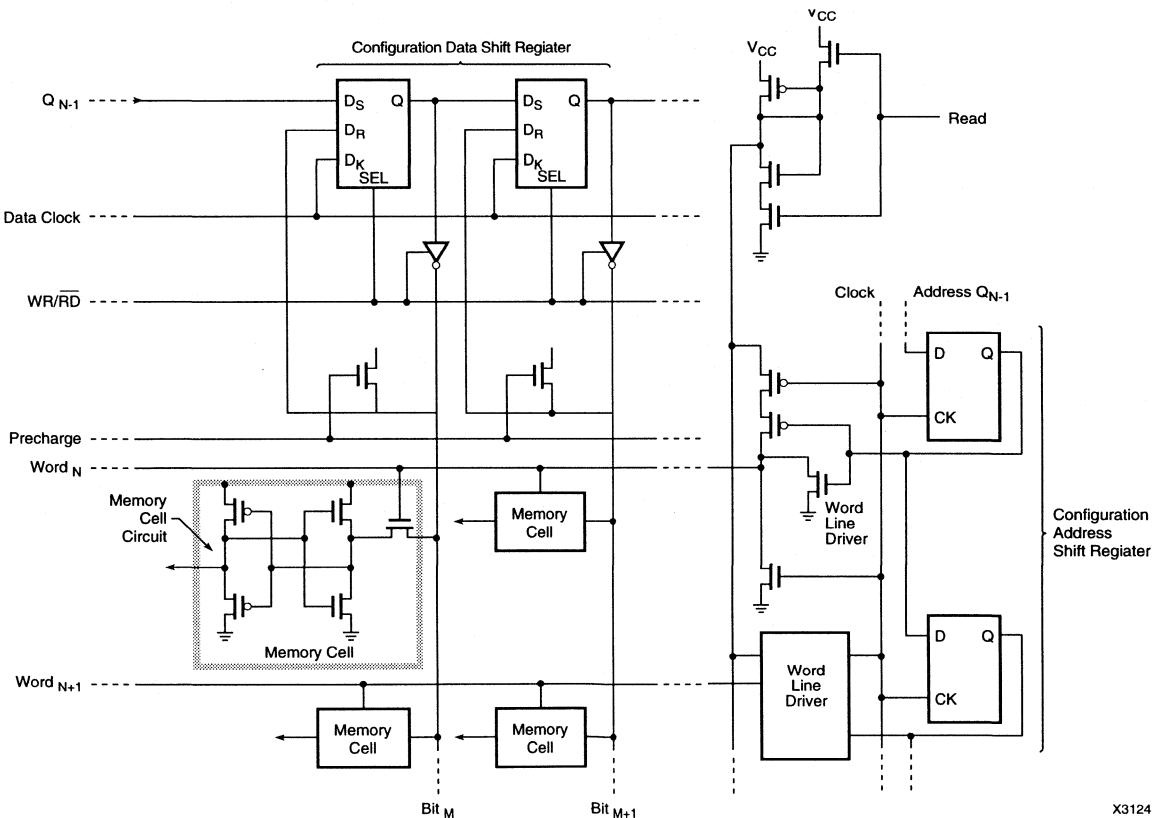 Configuration Data Shift Regiater
VCC
VCC
Q N-1
DS Q
DR
DK
SEL
DS Q
DR
DK
SEL
Read
Data Clock
WR/R̅D̅
Clock
Address QN-1
D Q
CK
Precharge
Word N
Memory
Cell
Circuit
Memory Cell
Memory
Cell
Word
Line
Driver
Configuration
Address
Shift Regiater
D Q
CK
Word N+1
Memory
Cell
Memory
Cell
Word
Line
Driver
Bit M
Bit M+1
X3124